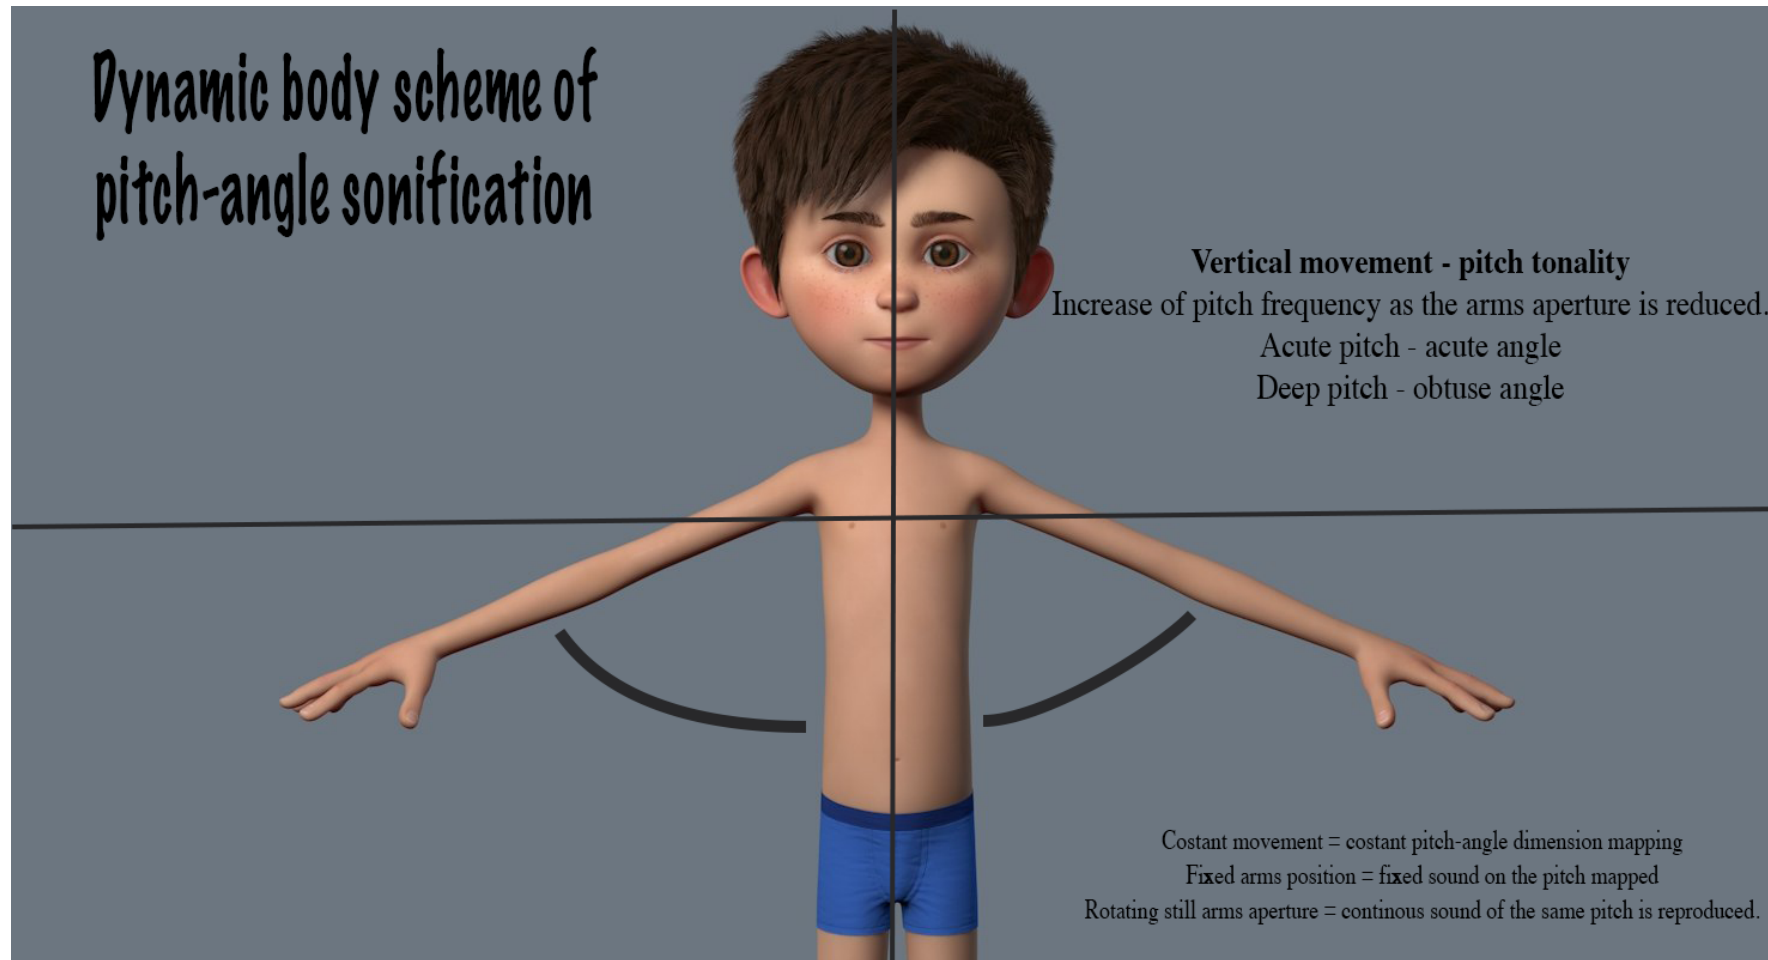 Dynamic body scheme of
pitch-angle sonification
Vertical movement - pitch tonality
Increase of pitch frequency as the arms aperture is reduced.
Acute pitch - acute angle
Deep pitch - obtuse angle
Costant movement = costant pitch-angle dimension mapping
Fixed arms position = fixed sound on the pitch mapped
Rotating still arms aperture = continous sound of the same pitch is reproduced.